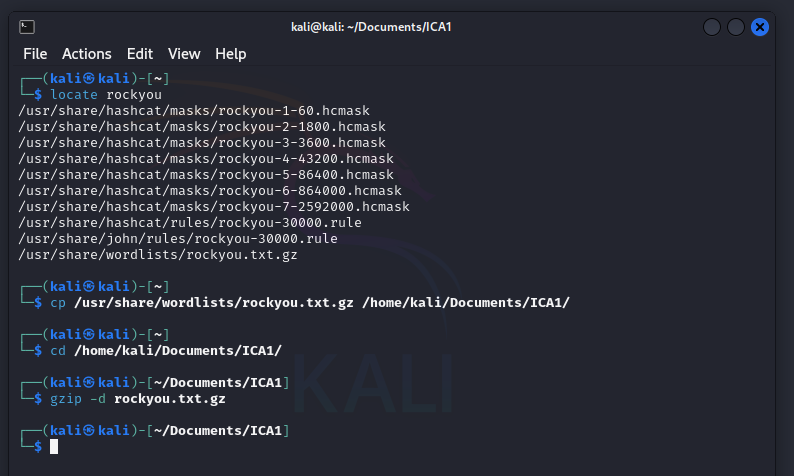 kali@kali: ~/Documents/ICA1
File Actions Edit View Help
┌──(kali㉿kali)-[~]
└─$ locate rockyou
/usr/share/hashcat/masks/rockyou-1-60.hcmask
/usr/share/hashcat/masks/rockyou-2-1800.hcmask
/usr/share/hashcat/masks/rockyou-3-3600.hcmask
/usr/share/hashcat/masks/rockyou-4-43200.hcmask
/usr/share/hashcat/masks/rockyou-5-86400.hcmask
/usr/share/hashcat/masks/rockyou-6-864000.hcmask
/usr/share/hashcat/masks/rockyou-7-2592000.hcmask
/usr/share/hashcat/rules/rockyou-30000.rule
/usr/share/john/rules/rockyou-30000.rule
/usr/share/wordlists/rockyou.txt.gz
┌──(kali㉿kali)-[~]
└─$ cp /usr/share/wordlists/rockyou.txt.gz /home/kali/Documents/ICA1/
┌──(kali㉿kali)-[~]
└─$ cd /home/kali/Documents/ICA1/
┌──(kali㉿kali)-[~/Documents/ICA1]
└─$ gzip -d rockyou.txt.gz
┌──(kali㉿kali)-[~/Documents/ICA1]
└─$
KALI